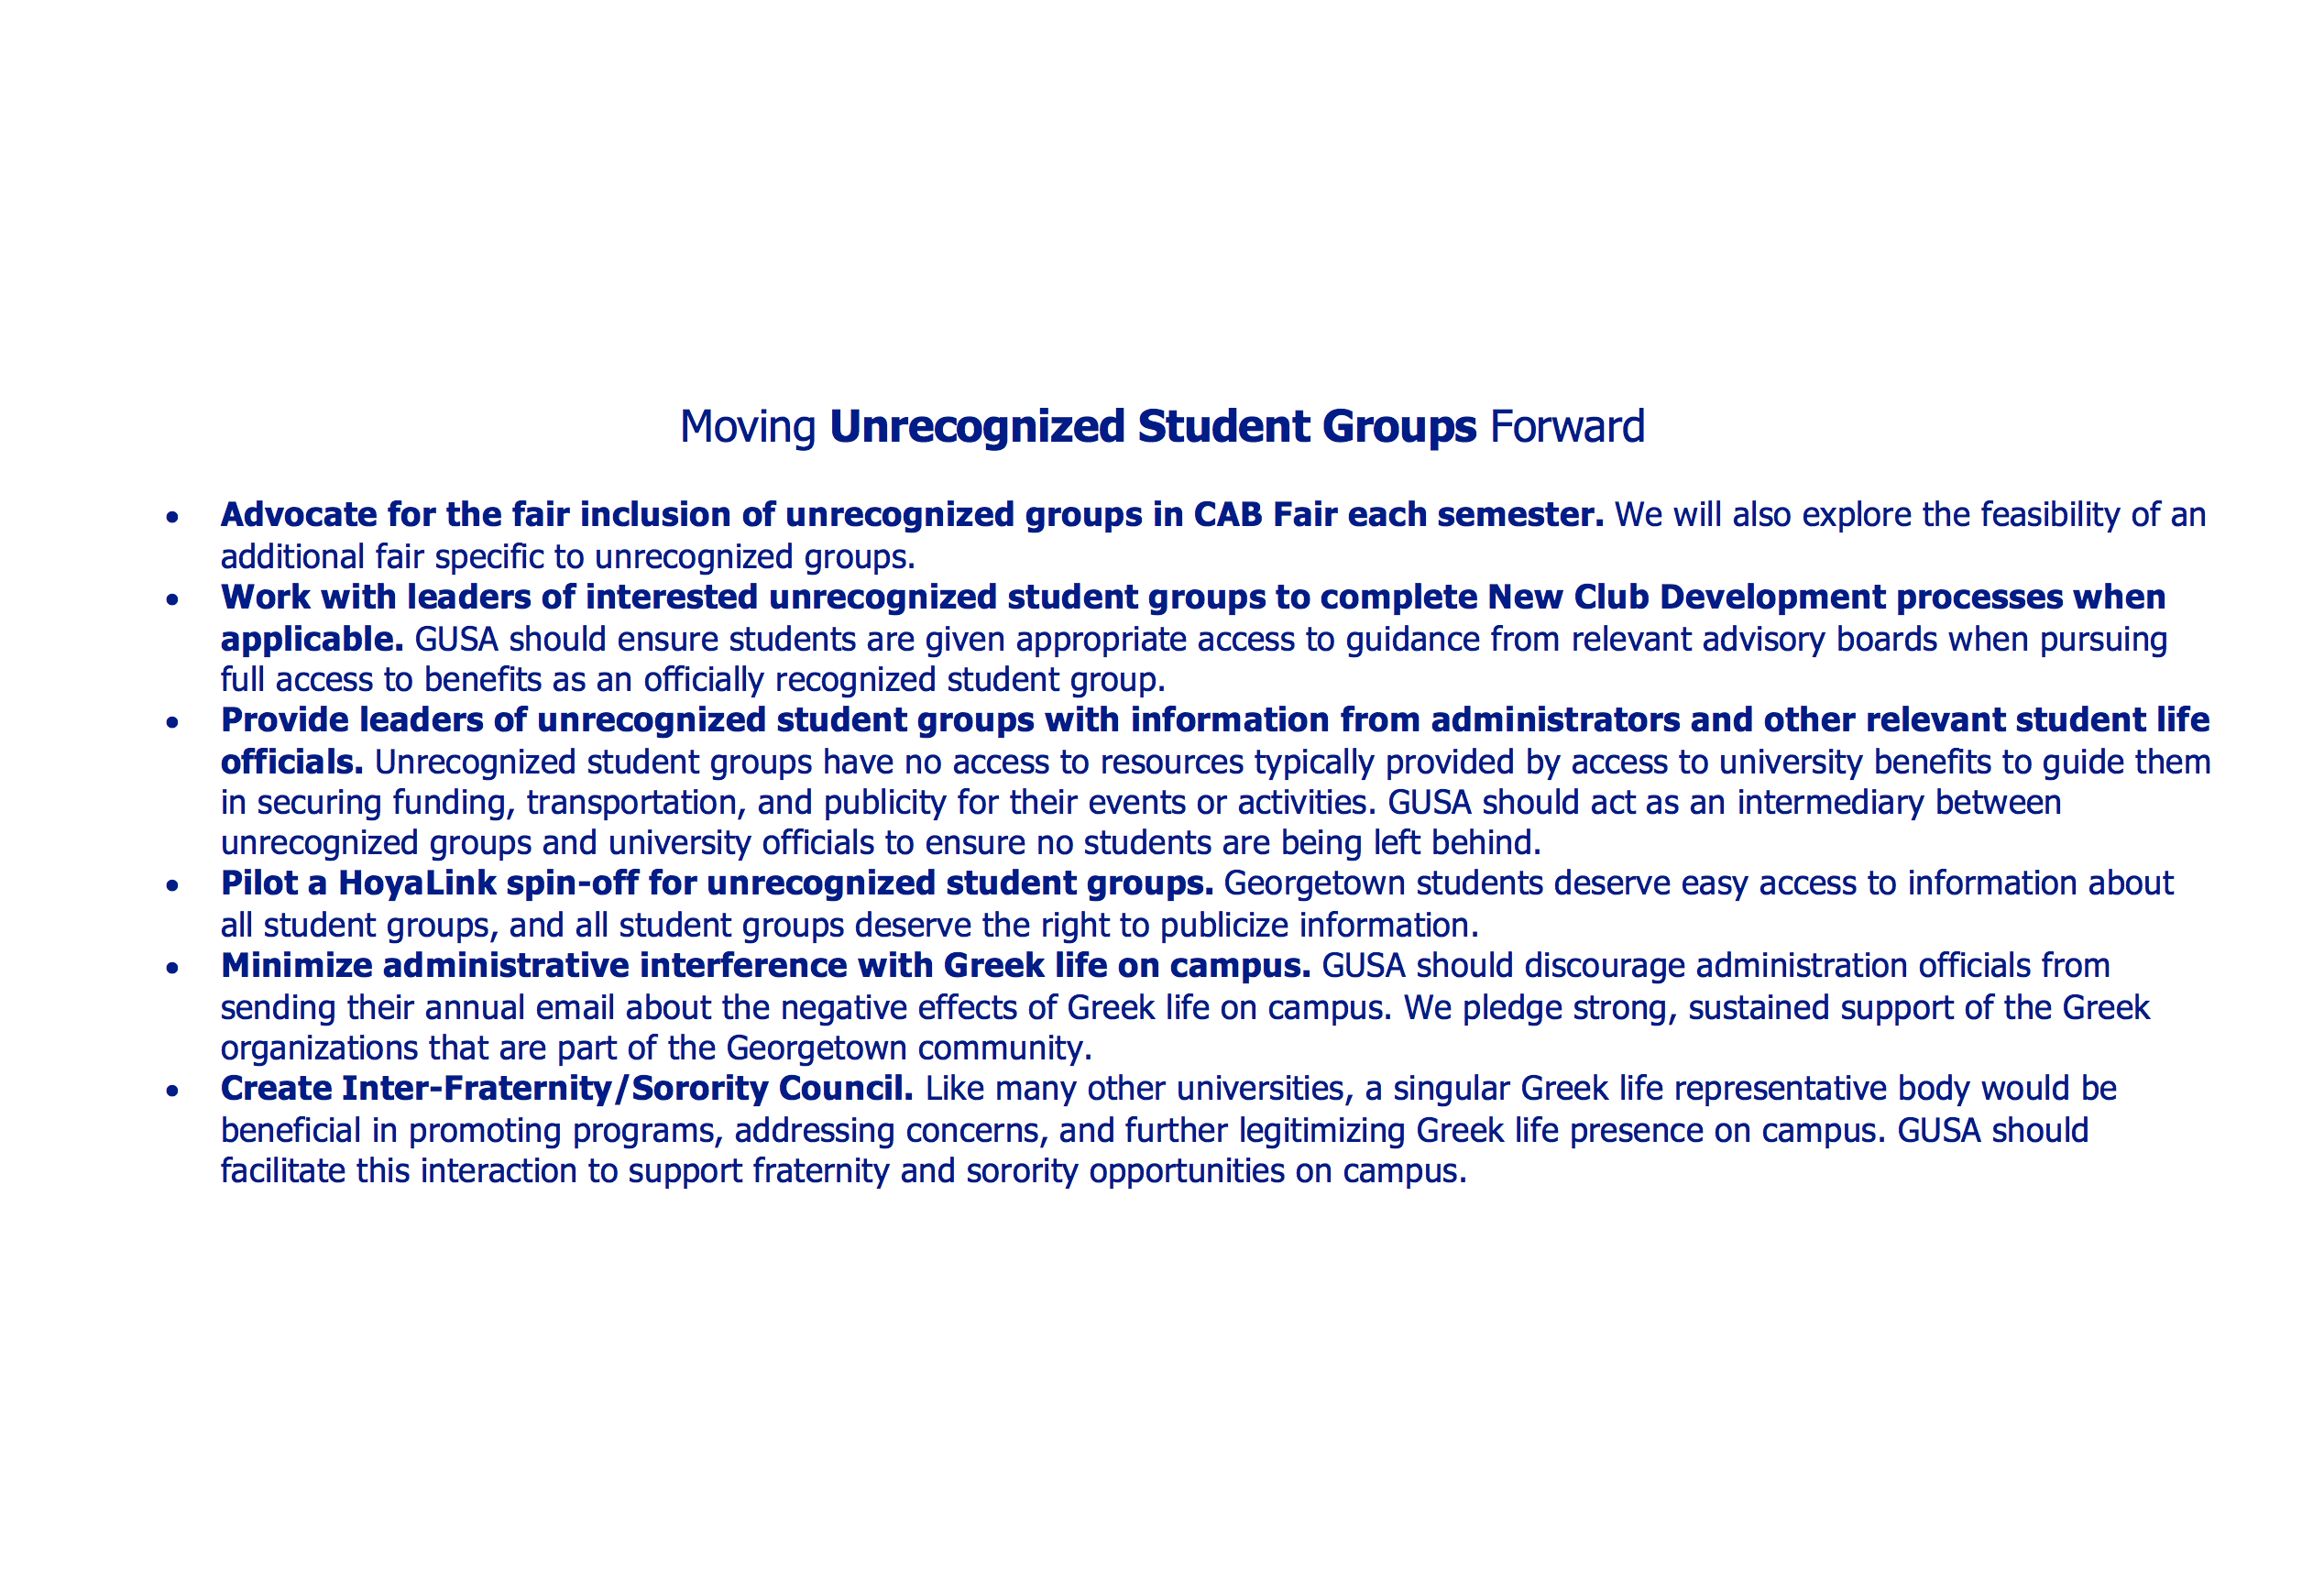 Moving Unrecognized Student Groups Forward
• Advocate for the fair inclusion of unrecognized groups in CAB Fair each semester. We will also explore the feasibility of an
additional fair specific to unrecognized groups.
• Work with leaders of interested unrecognized student groups to complete New Club Development processes when
applicable. GUSA should ensure students are given appropriate access to guidance from relevant advisory boards when pursuing
full access to benefits as an officially recognized student group.
• Provide leaders of unrecognized student groups with information from administrators and other relevant student life
officials. Unrecognized student groups have no access to resources typically provided by access to university benefits to guide them
in securing funding, transportation, and publicity for their events or activities. GUSA should act as an intermediary between
unrecognized groups and university officials to ensure no students are being left behind.
• Pilot a HoyaLink spin-off for unrecognized student groups. Georgetown students deserve easy access to information about
all student groups, and all student groups deserve the right to publicize information.
• Minimize administrative interference with Greek life on campus. GUSA should discourage administration officials from
sending their annual email about the negative effects of Greek life on campus. We pledge strong, sustained support of the Greek
organizations that are part of the Georgetown community.
• Create Inter-Fraternity/Sorority Council. Like many other universities, a singular Greek life representative body would be
beneficial in promoting programs, addressing concerns, and further legitimizing Greek life presence on campus. GUSA should
facilitate this interaction to support fraternity and sorority opportunities on campus.